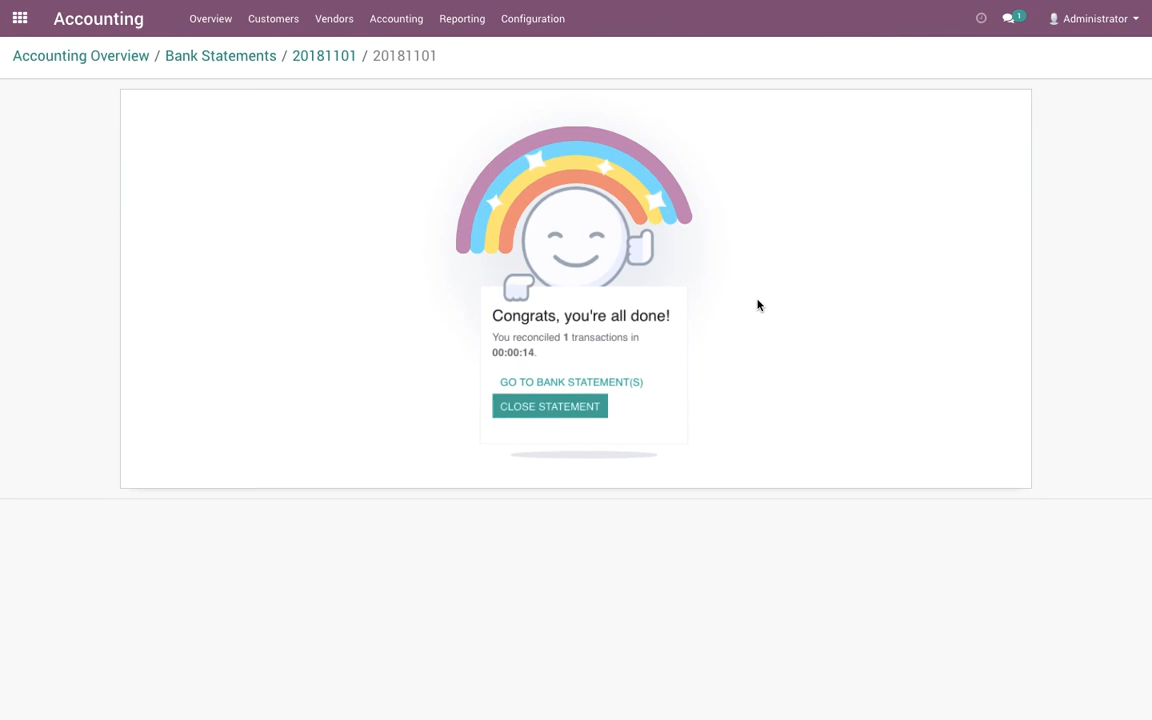 Accounting Overview Customers Vendors Accounting Reporting Configuration 1 Administrator
Accounting Overview / Bank Statements / 20181101 / 20181101
Congrats, you're all done!
You reconciled 1 transactions in
00:00:14.
GO TO BANK STATEMENT(S)
CLOSE STATEMENT